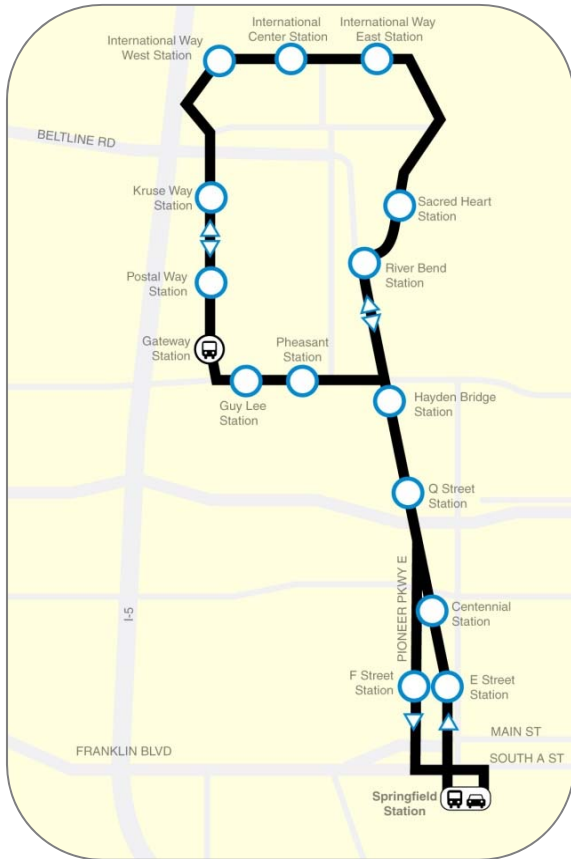 International Way
West Station
International
Center Station
International Way
East Station
BELTLINE RD
Kruse Way
Station
Sacred Heart
Station
River Bend
Station
Postal Way
Station
Gateway
Station
Pheasant
Station
Guy Lee
Station
Hayden Bridge
Station
Q Street
Station
PIONEER PKWY E
I-5
Centennial
Station
F Street
Station
E Street
Station
MAIN ST
FRANKLIN BLVD
SOUTH A ST
Springfield
Station